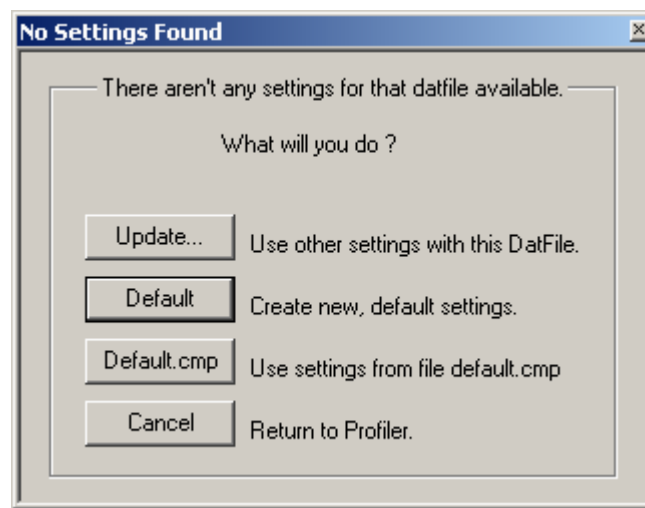 No Settings Found
There aren't any settings for that datfile available.
What will you do ?
Update... Use other settings with this DatFile.
Default Create new, default settings.
Default.cmp Use settings from file default.cmp
Cancel Return to Profiler.